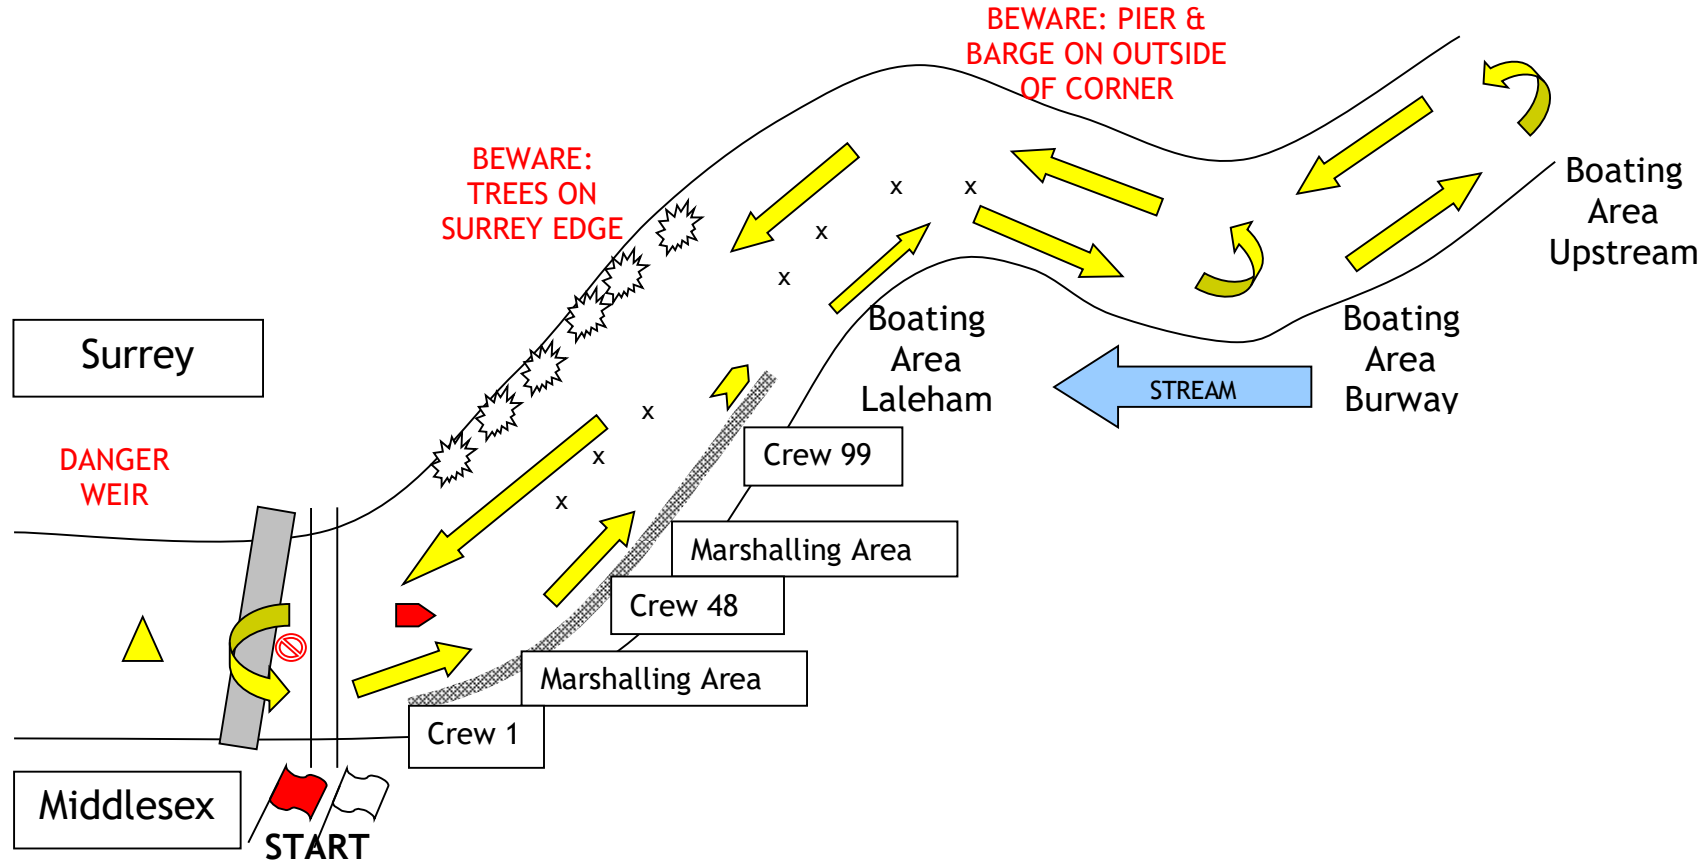 BEWARE: PIER &
BARGE ON OUTSIDE
OF CORNER
BEWARE:
TREES ON
SURREY EDGE
x
x
x
x
Boating
Area
Upstream
Surrey
Boating
Area
Laleham
Boating
Area
Burway
STREAM
x
x
x
DANGER
WEIR
Crew 99
Marshalling Area
Crew 48
Marshalling Area
Crew 1
Middlesex
START